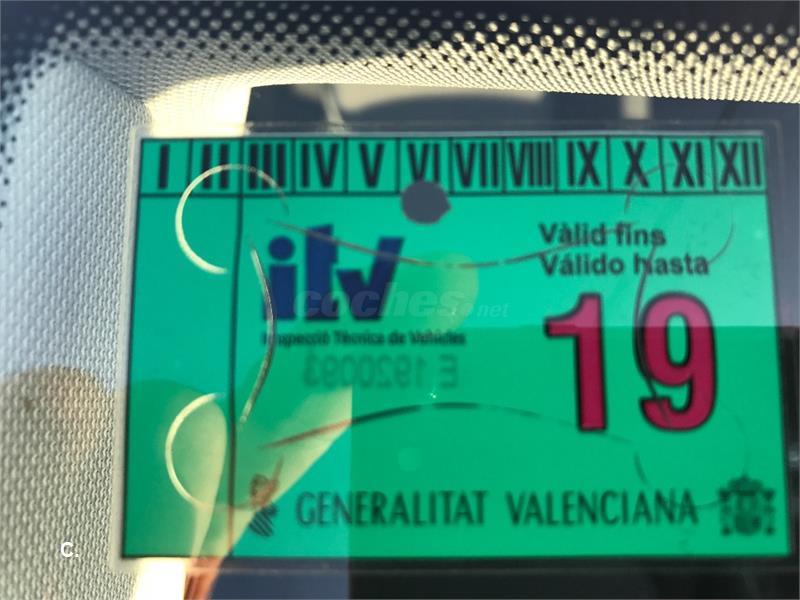 I II III IV V VI VII VIII IX X XI XII
itv
Inspecció Tècnica de Vehicles
Vàlid fins
Válido hasta
19
coches.net
E 1920093
GENERALITAT VALENCIANA
C.